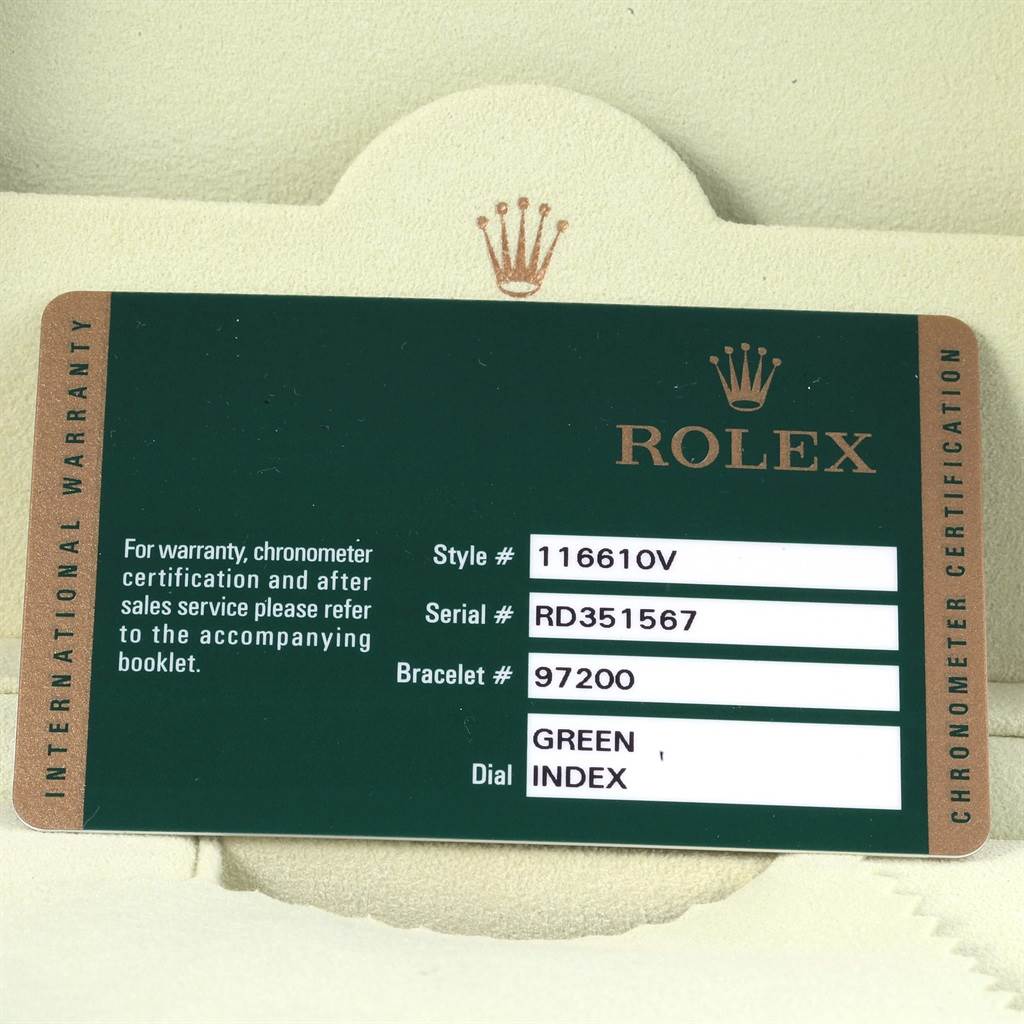 INTERNATIONAL WARRANTY
ROLEX
For warranty, chronometer
certification and after
sales service please refer
to the accompanying
booklet.
Style # 116610V
Serial # RD351567
Bracelet # 97200
Dial GREEN
INDEX
CHRONOMETER CERTIFICATION